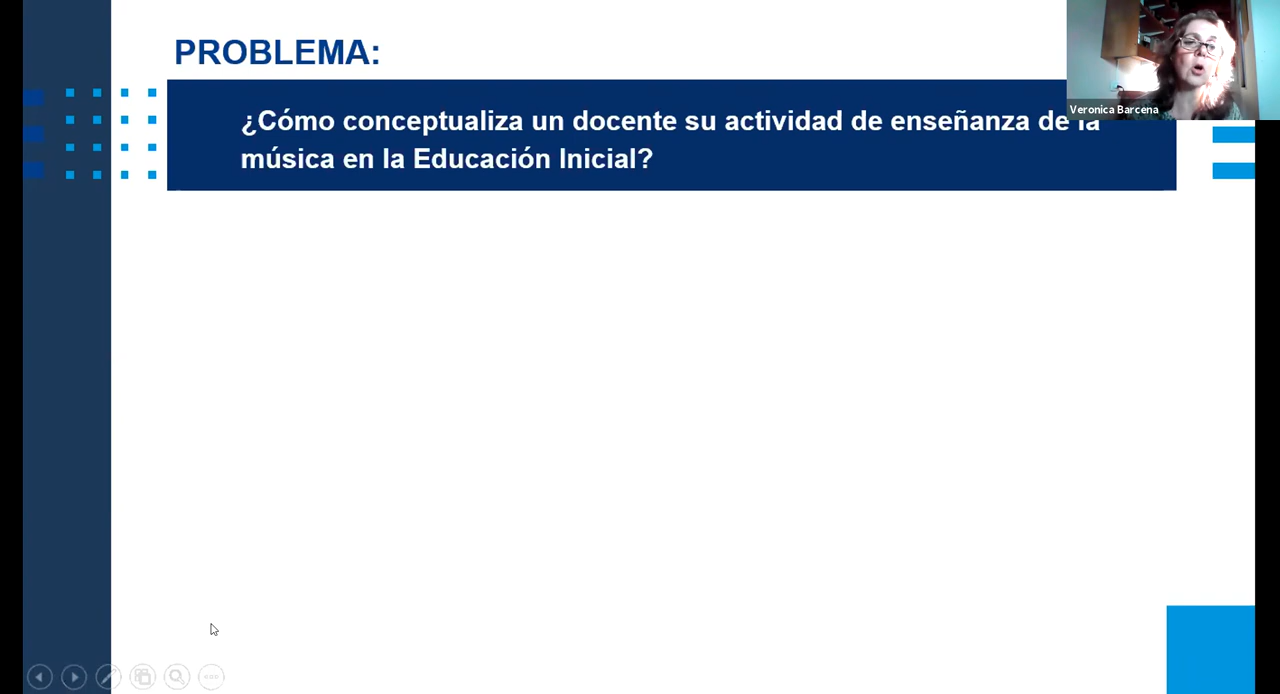 PROBLEMA:
¿Cómo conceptualiza un docente su actividad de enseñanza de la
música en la Educación Inicial?
Veronica Barcena